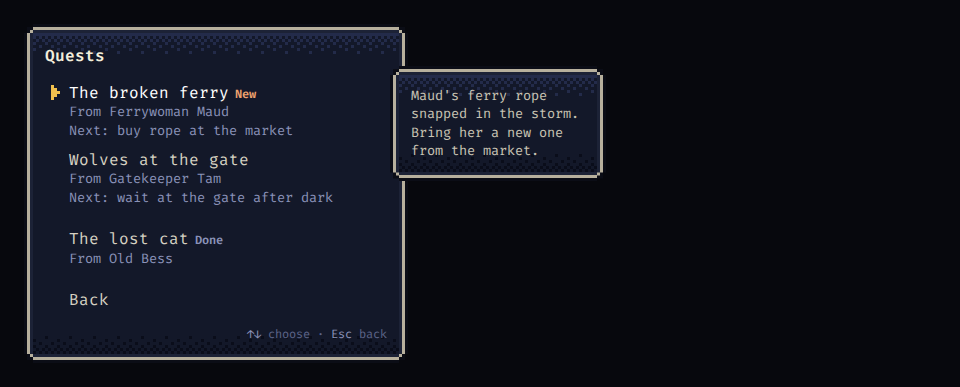 Quests
The broken ferry New
From Ferrywoman Maud
Next: buy rope at the market
Wolves at the gate
From Gatekeeper Tam
Next: wait at the gate after dark
The lost cat Done
From Old Bess
Back
↑↓ choose · Esc back
Maud's ferry rope
snapped in the storm.
Bring her a new one
from the market.